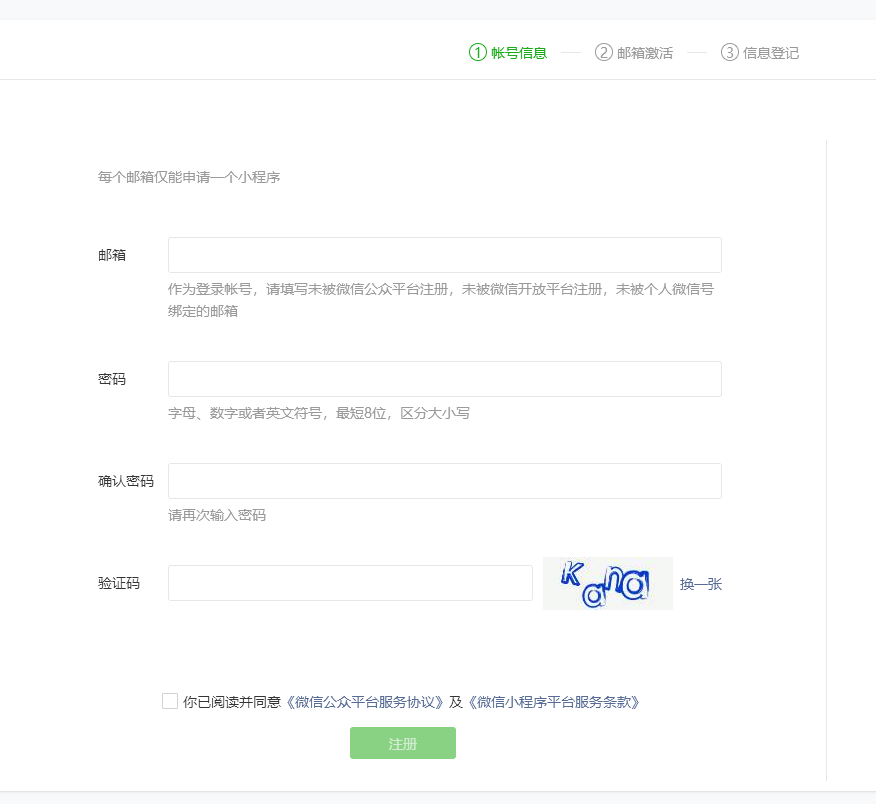 ① 帐号信息 ② 邮箱激活 ③ 信息登记
每个邮箱仅能申请一个小程序
邮箱
作为登录帐号，请填写未被微信公众平台注册，未被微信开放平台注册，未被个人微信号
绑定的邮箱
密码
字母、数字或者英文符号，最短8位，区分大小写
确认密码
请再次输入密码
验证码 kana 换一张
你已阅读并同意《微信公众平台服务协议》及《微信小程序平台服务条款》
注册